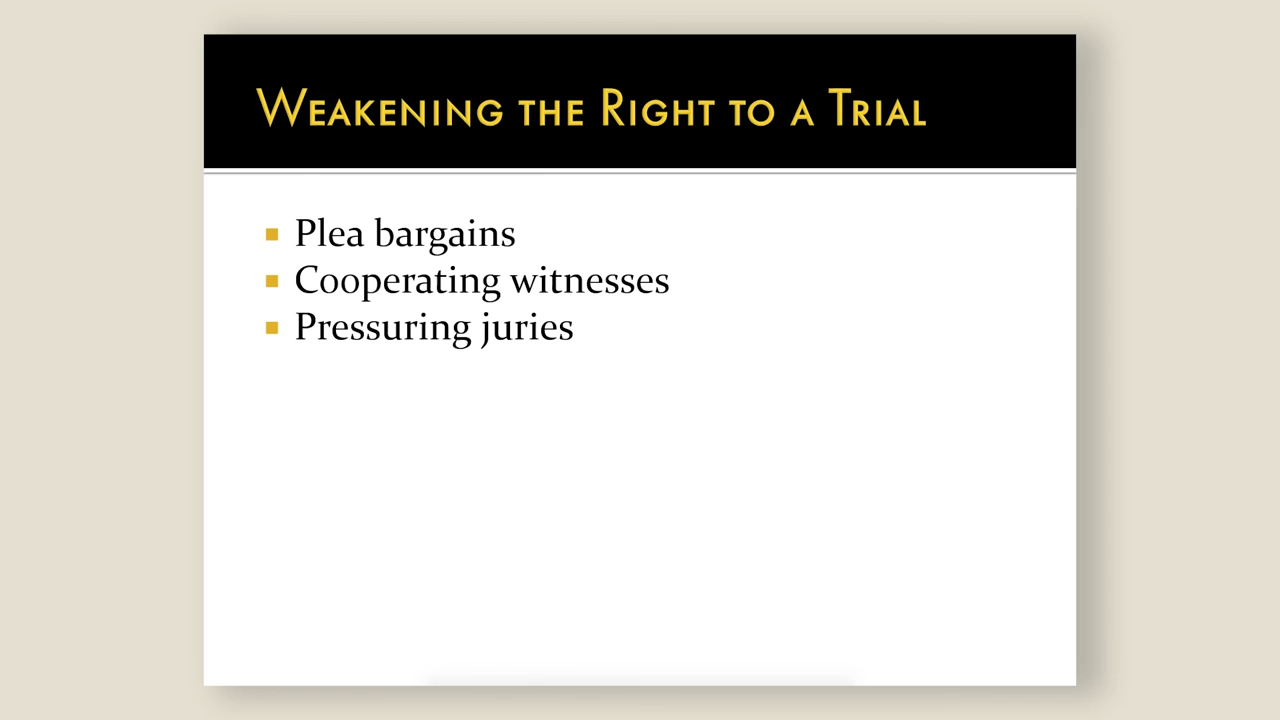 Weakening the Right to a Trial
Plea bargains
Cooperating witnesses
Pressuring juries